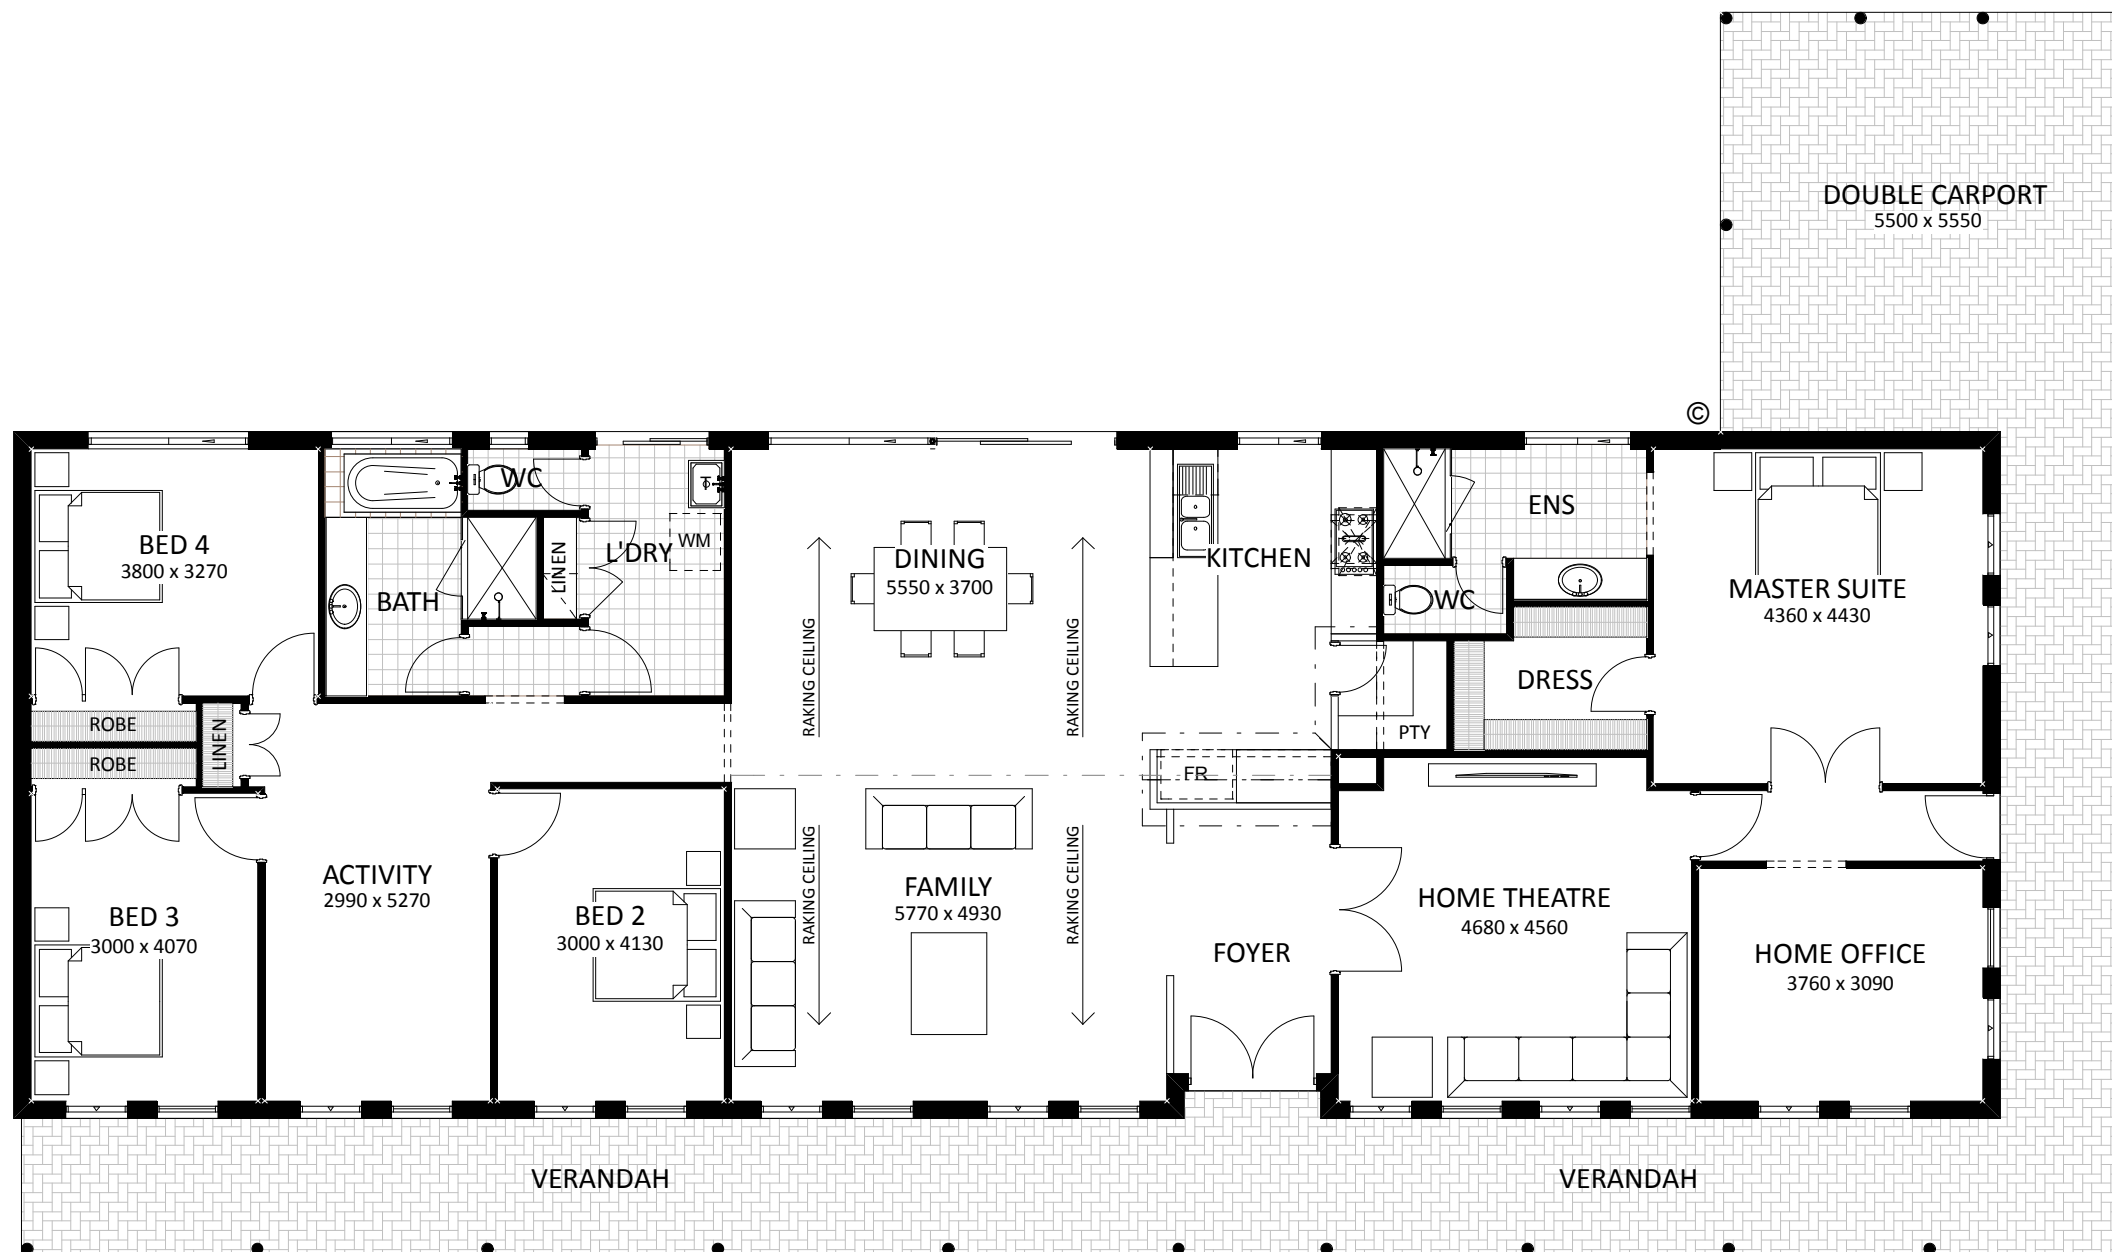 DOUBLE CARPORT
5500 x 5550
©
BED 4
3800 x 3270
WC
BATH
LINEN
L'DRY
WM
RAKING CEILING
DINING
5550 x 3700
RAKING CEILING
KITCHEN
ENS
WC
MASTER SUITE
4360 x 4430
DRESS
PTY
ROBE
ROBE
LINEN
FR
BED 3
3000 x 4070
ACTIVITY
2990 x 5270
BED 2
3000 x 4130
RAKING CEILING
FAMILY
5770 x 4930
RAKING CEILING
FOYER
HOME THEATRE
4680 x 4560
HOME OFFICE
3760 x 3090
VERANDAH
VERANDAH